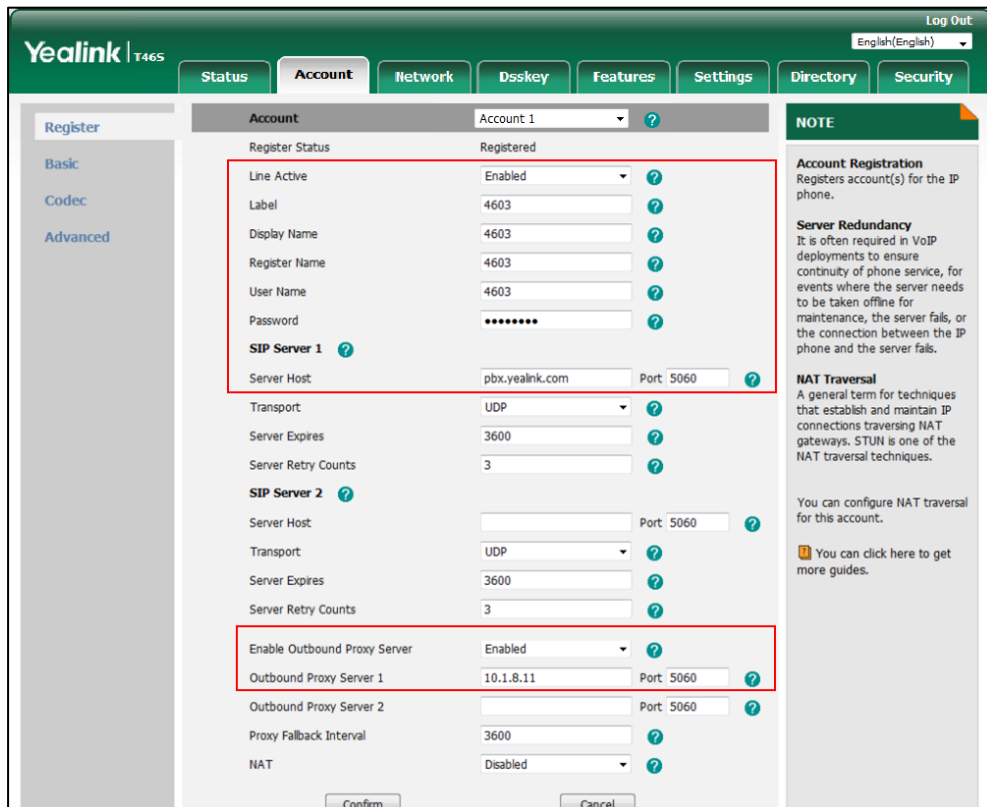 Log Out
Yealink T46S
English(English)
Status Account Network Dsskey Features Settings Directory Security
Register
Basic
Codec
Advanced
Account Account 1 ?
Register Status Registered
Line Active Enabled ?
Label 4603 ?
Display Name 4603 ?
Register Name 4603 ?
User Name 4603 ?
Password •••••••• ?
SIP Server 1 ?
Server Host pbx.yealink.com Port 5060 ?
Transport UDP ?
Server Expires 3600 ?
Server Retry Counts 3 ?
SIP Server 2 ?
Server Host Port 5060 ?
Transport UDP ?
Server Expires 3600 ?
Server Retry Counts 3 ?
Enable Outbound Proxy Server Enabled ?
Outbound Proxy Server 1 10.1.8.11 Port 5060 ?
Outbound Proxy Server 2 Port 5060 ?
Proxy Fallback Interval 3600 ?
NAT Disabled ?
Confirm Cancel
NOTE
Account Registration
Registers account(s) for the IP
phone.
Server Redundancy
It is often required in VoIP
deployments to ensure
continuity of phone service, for
events where the server needs
to be taken offline for
maintenance, the server fails, or
the connection between the IP
phone and the server fails.
NAT Traversal
A general term for techniques
that establish and maintain IP
connections traversing NAT
gateways. STUN is one of the
NAT traversal techniques.
You can configure NAT traversal
for this account.
? You can click here to get
more guides.